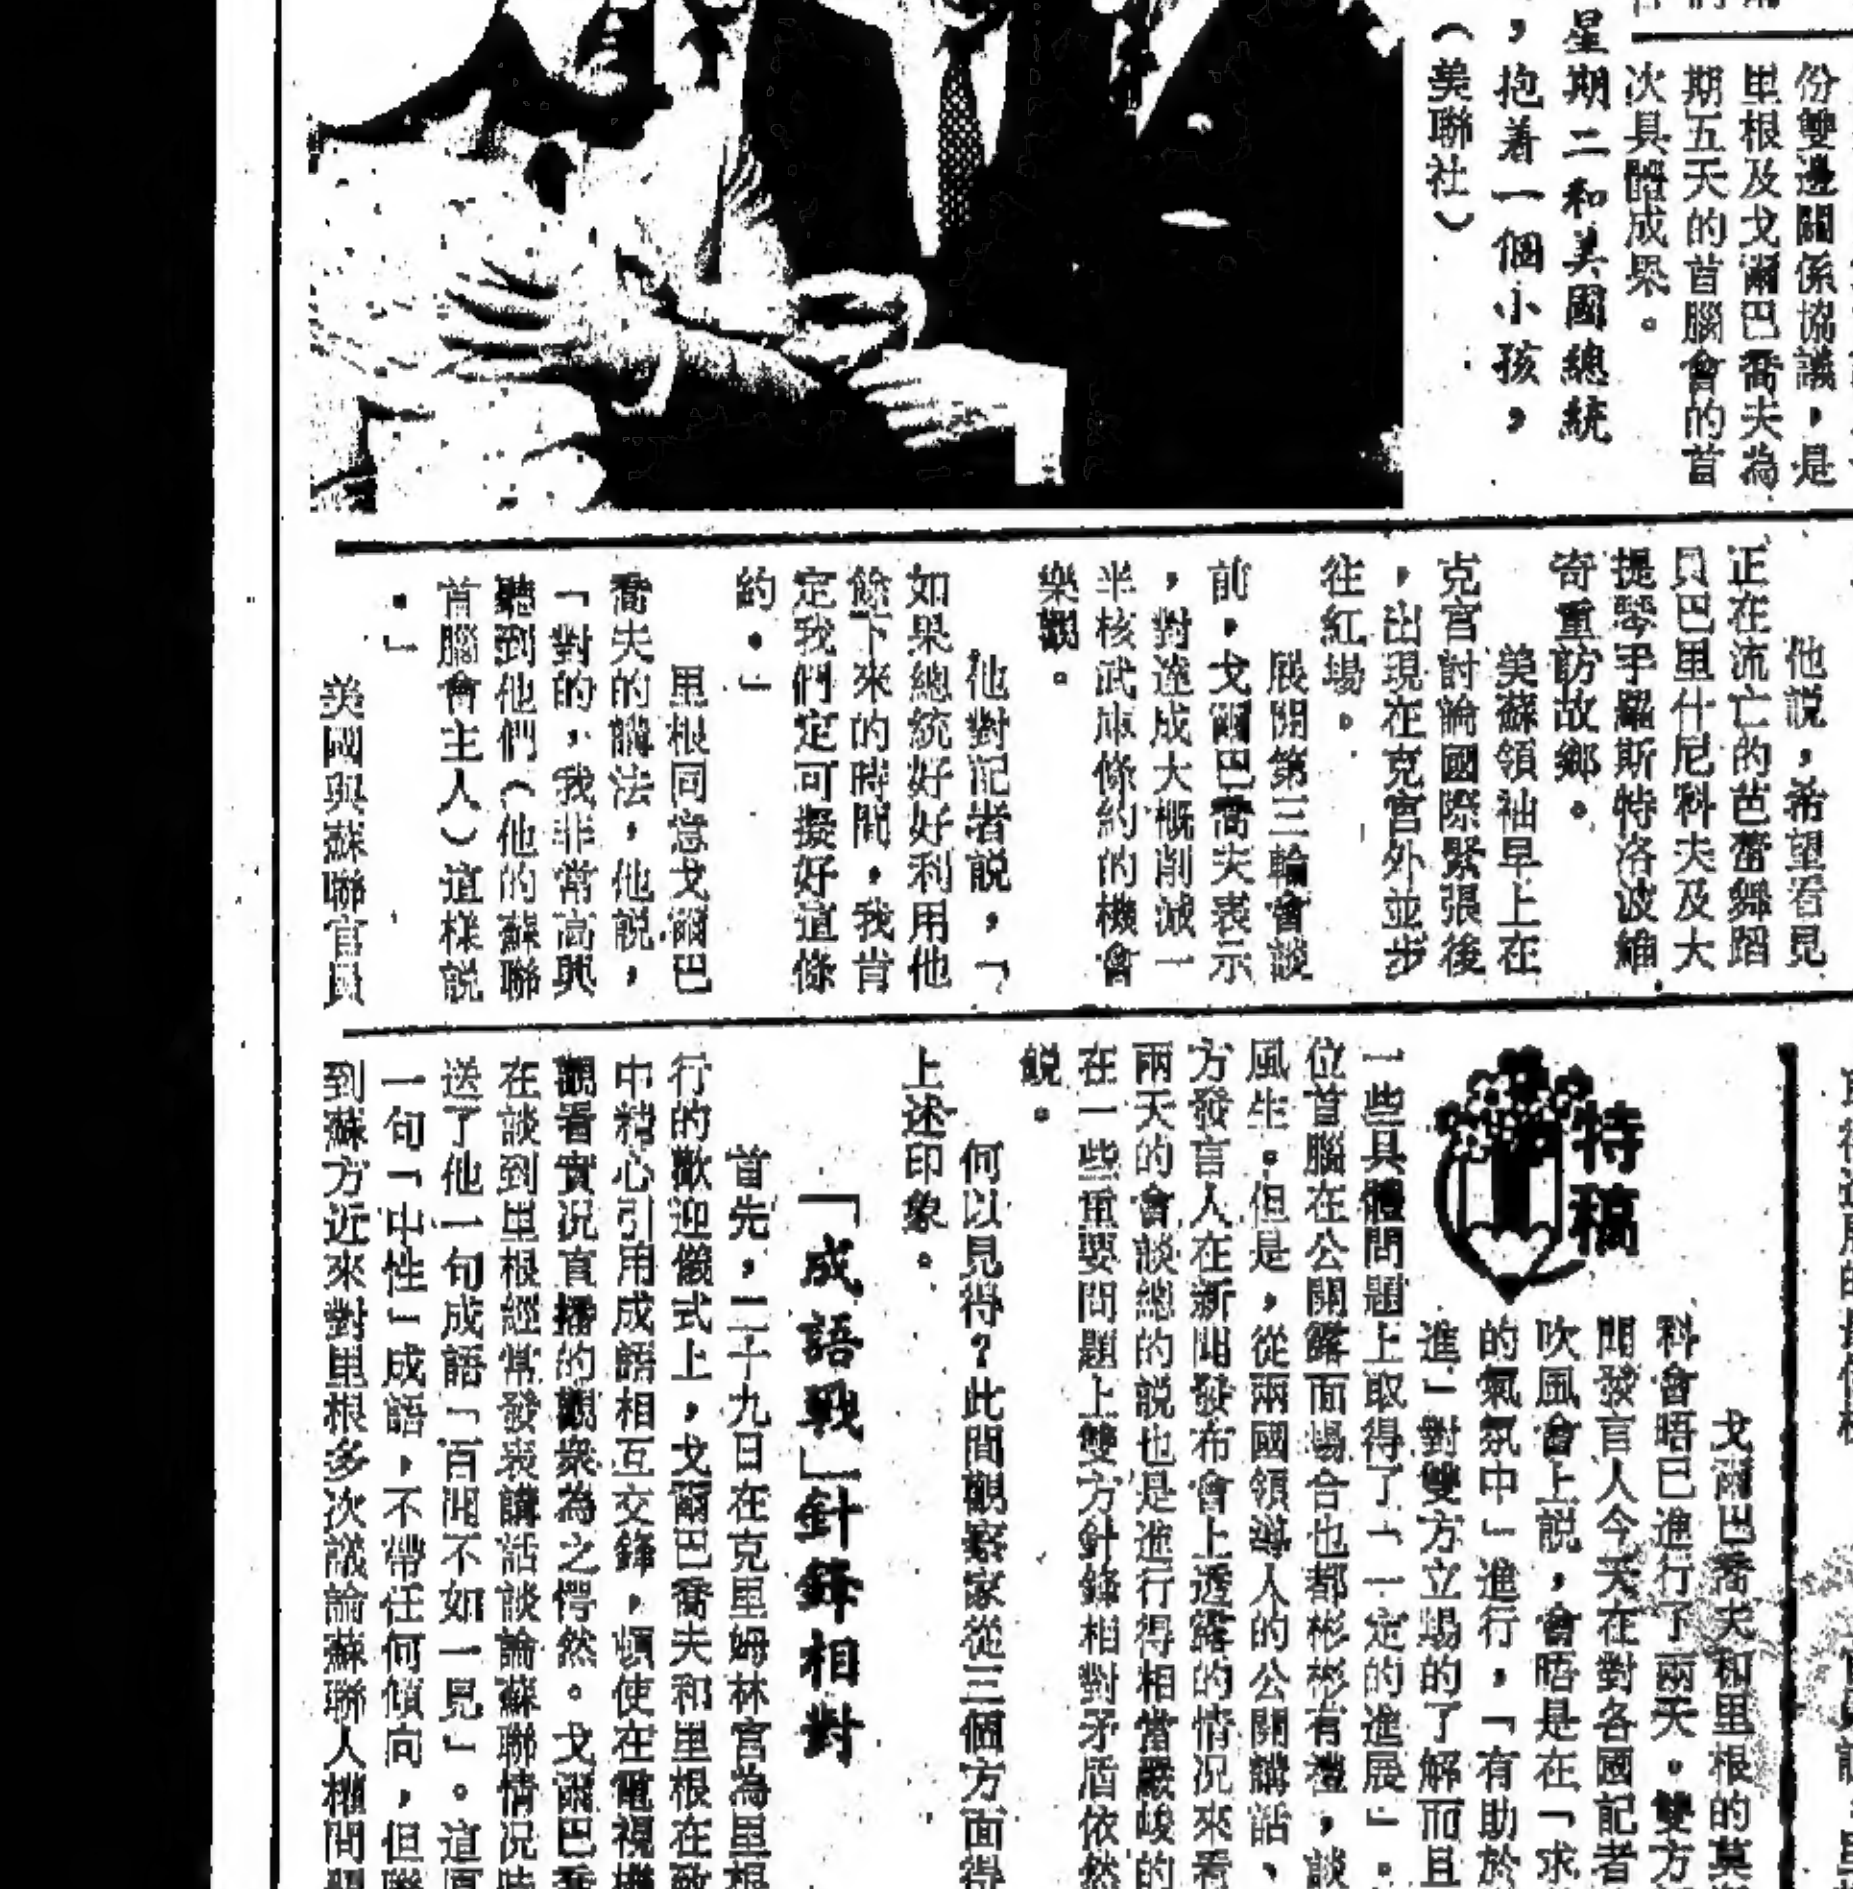 份雙邊關係協議，是
里根及戈爾巴喬夫為
期五天的首腦會的首
次具體成果。
星期二和美國總統
，抱着一個小孩，
（美聯社）
他説，希望看見
正在流亡的芭蕾舞蹈
員巴里什尼科夫及大
提琴手羅斯特洛波維
奇重訪故鄉。
美蘇領袖早上在
克宮討論國際緊張後
，出現在克宮外並步
往紅場。
展開第三輪會談
前，戈爾巴喬夫表示
，對達成大概削減一
半核武庫條約的機會
樂觀。
他對記者説，「
如果總統好好利用他
餘下來的時間，我肯
定我們定可擬好這條
約。」
里根同意戈爾巴
喬夫的講法，他説，
「對的，我非常高興
聽到他們（他的蘇聯
首腦會主人）這樣説
。」
美國與蘇聯官員
特稿
戈爾巴喬夫和里根的莫
科會晤已進行了兩天。雙方
聞發言人今天在對各國記者
吹風會上説，會晤是在「求
的氣氛中」進行，「有助於
進」對雙方立場的了解而且
一些具體問題上取得了「一定的進展」。
位首腦在公開露面場合也都彬彬有禮，談
風生。但是，從兩國領導人的公開講話、
方發言人在新聞發布會上透露的情況來看
兩天的會談總的説也是進行得相當嚴峻的
在一些重要問題上雙方針鋒相對矛盾依然
説。
何以見得？此間觀察家從三個方面得
上述印象。
「成語戰」針鋒相對
首先，二十九日在克里姆林宮為里根
行的歡迎儀式上，戈爾巴喬夫和里根在致
中精心引用成語相互交鋒，頓使在電視機
觀看實況直播的觀衆為之愕然。戈爾巴喬
在談到里根經常發表講話談論蘇聯情況時
送了他一句成語「百聞不如一見」。這原
一句「中性」成語，不帶任何傾向，但聯
到蘇方近來對里根多次議論蘇聯人權問題